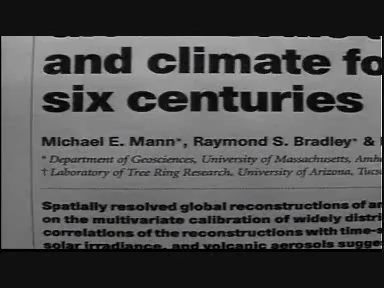 and climate fo
six centuries
Michael E. Mann*, Raymond S. Bradley* &
* Department of Geosciences, University of Massachusetts, Amh
† Laboratory of Tree Ring Research, University of Arizona, Tucs
Spatially resolved global reconstructions of an
on the multivariate calibration of widely distri
correlations of the reconstructions with time-s
solar irradiance, and volcanic aerosols sugge